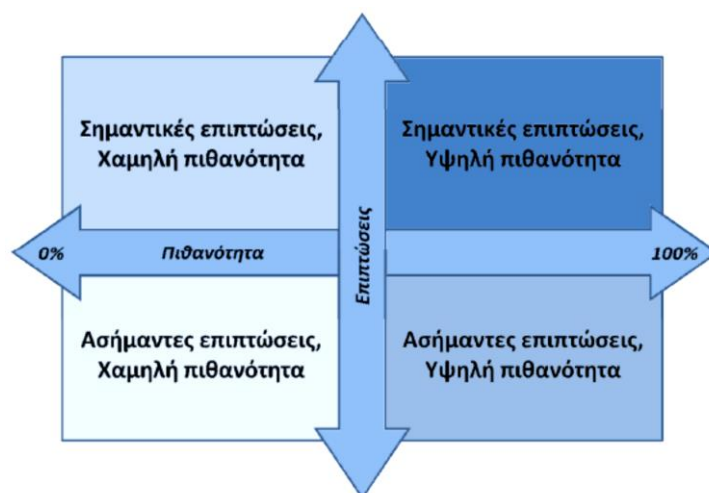 Σημαντικές επιπτώσεις,
Χαμηλή πιθανότητα
Σημαντικές επιπτώσεις,
Υψηλή πιθανότητα
0%
Πιθανότητα
Επιπτώσεις
100%
Ασήμαντες επιπτώσεις,
Χαμηλή πιθανότητα
Ασήμαντες επιπτώσεις,
Υψηλή πιθανότητα